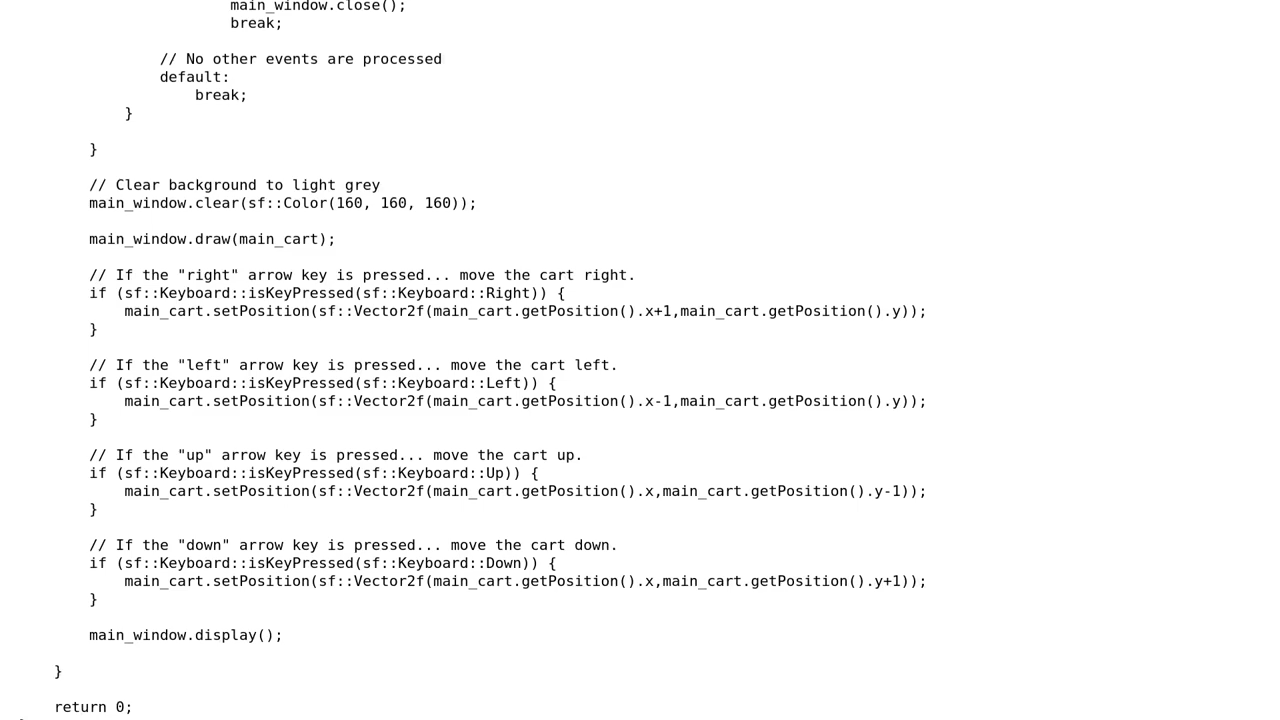 main_window.close();
break;
// No other events are processed
default:
break;
}
}
// Clear background to light grey
main_window.clear(sf::Color(160, 160, 160));
main_window.draw(main_cart);
// If the "right" arrow key is pressed... move the cart right.
if (sf::Keyboard::isKeyPressed(sf::Keyboard::Right)) {
main_cart.setPosition(sf::Vector2f(main_cart.getPosition().x+1,main_cart.getPosition().y));
}
// If the "left" arrow key is pressed... move the cart left.
if (sf::Keyboard::isKeyPressed(sf::Keyboard::Left)) {
main_cart.setPosition(sf::Vector2f(main_cart.getPosition().x-1,main_cart.getPosition().y));
}
// If the "up" arrow key is pressed... move the cart up.
if (sf::Keyboard::isKeyPressed(sf::Keyboard::Up)) {
main_cart.setPosition(sf::Vector2f(main_cart.getPosition().x,main_cart.getPosition().y-1));
}
// If the "down" arrow key is pressed... move the cart down.
if (sf::Keyboard::isKeyPressed(sf::Keyboard::Down)) {
main_cart.setPosition(sf::Vector2f(main_cart.getPosition().x,main_cart.getPosition().y+1));
}
main_window.display();
}
return 0;